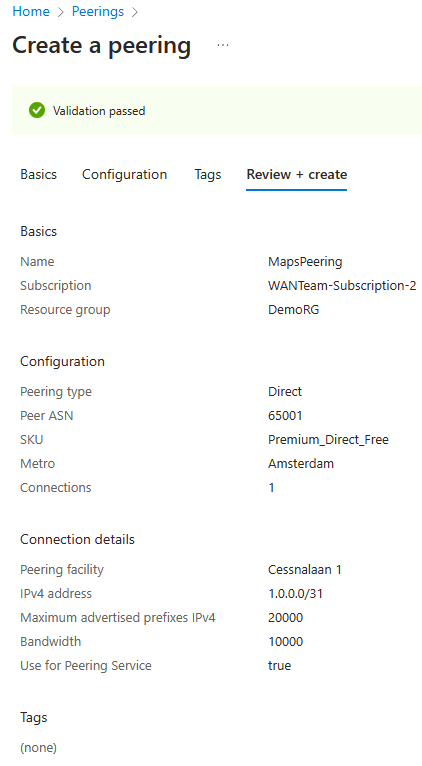 Home > Peerings >
Create a peering ...
Validation passed
Basics Configuration Tags Review + create
Basics
Name MapsPeering
Subscription WANTeam-Subscription-2
Resource group DemoRG
Configuration
Peering type Direct
Peer ASN 65001
SKU Premium_Direct_Free
Metro Amsterdam
Connections 1
Connection details
Peering facility Cessnalaan 1
IPv4 address 1.0.0.0/31
Maximum advertised prefixes IPv4 20000
Bandwidth 10000
Use for Peering Service true
Tags
(none)